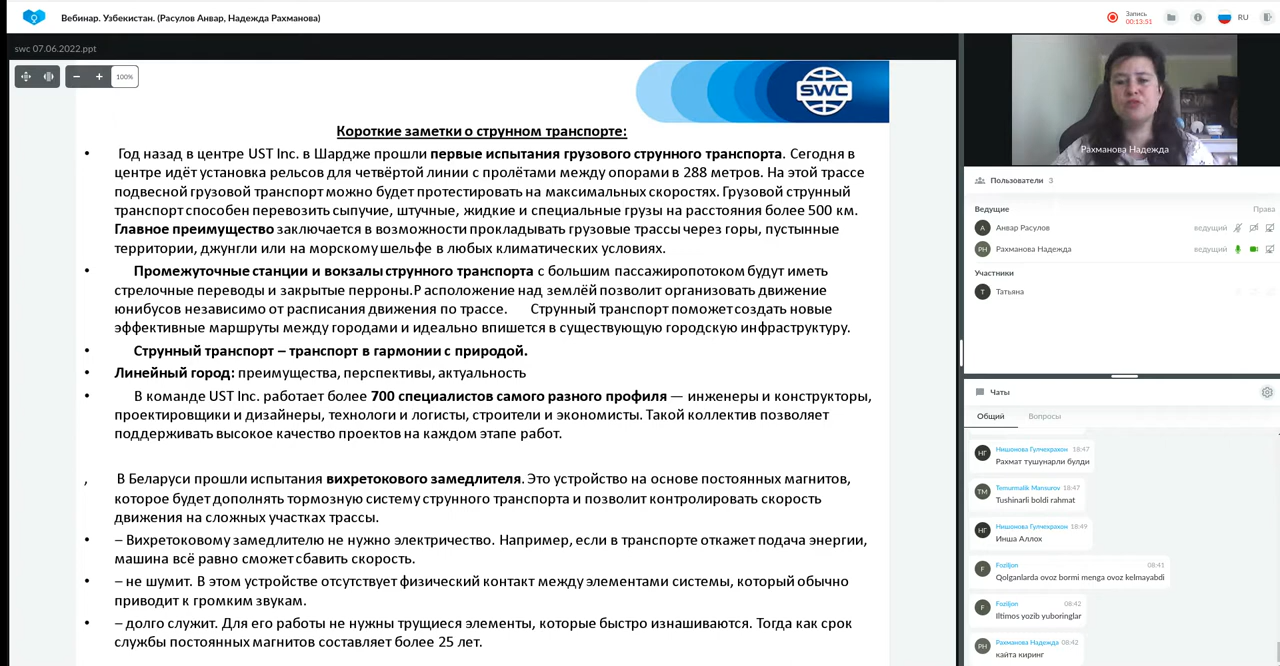 Вебинар. Узбекистан. (Расулов Анвар, Надежда Рахманова)
Запись
00:13:51
RU
swc 07.06.2022.ppt
100%
SWC
Короткие заметки о струнном транспорте:
• Год назад в центре UST Inc. в Шардже прошли первые испытания грузового струнного транспорта. Сегодня в
центре идёт установка рельсов для четвёртой линии с пролётами между опорами в 288 метров. На этой трассе
подвесной грузовой транспорт можно будет протестировать на максимальных скоростях. Грузовой струнный
транспорт способен перевозить сыпучие, штучные, жидкие и специальные грузы на расстояния более 500 км.
Главное преимущество заключается в возможности прокладывать грузовые трассы через горы, пустынные
территории, джунгли или на морскому шельфе в любых климатических условиях.
• Промежуточные станции и вокзалы струнного транспорта с большим пассажиропотоком будут иметь
стрелочные переводы и закрытые перроны.Р асположение над землёй позволит организовать движение
юнибусов независимо от расписания движения по трассе. Струнный транспорт поможет создать новые
эффективные маршруты между городами и идеально впишется в существующую городскую инфраструктуру.
• Струнный транспорт – транспорт в гармонии с природой.
• Линейный город: преимущества, перспективы, актуальность
• В команде UST Inc. работает более 700 специалистов самого разного профиля — инженеры и конструкторы,
проектировщики и дизайнеры, технологи и логисты, строители и экономисты. Такой коллектив позволяет
поддерживать высокое качество проектов на каждом этапе работ.
, В Беларуси прошли испытания вихретокового замедлителя. Это устройство на основе постоянных магнитов,
которое будет дополнять тормозную систему струнного транспорта и позволит контролировать скорость
движения на сложных участках трассы.
• – Вихретоковому замедлителю не нужно электричество. Например, если в транспорте откажет подача энергии,
машина всё равно сможет сбавить скорость.
• – не шумит. В этом устройстве отсутствует физический контакт между элементами системы, который обычно
приводит к громким звукам.
• – долго служит. Для его работы не нужны трущиеся элементы, которые быстро изнашиваются. Тогда как срок
службы постоянных магнитов составляет более 25 лет.
Рахманова Надежда
Пользователи 3
Ведущие Права
А Анвар Расулов ведущий
РН Рахманова Надежда ведущий
Участники
Т Татьяна
Чаты
Общий Вопросы
НГ Нишонова Гулчехрахон 18:47
Рахмат тушунарли булди
TM Temurmalik Mansurov 18:47
Tushinarli boldi rahmat
НГ Нишонова Гулчехрахон 18:49
Инша Аллох
F Foziljon 08:41
Qolganlarda ovoz bormi menga ovoz kelmayabdi
F Foziljon 08:42
Iltimos yozib yuboringlar
РН Рахманова Надежда 08:42
кайта киринг